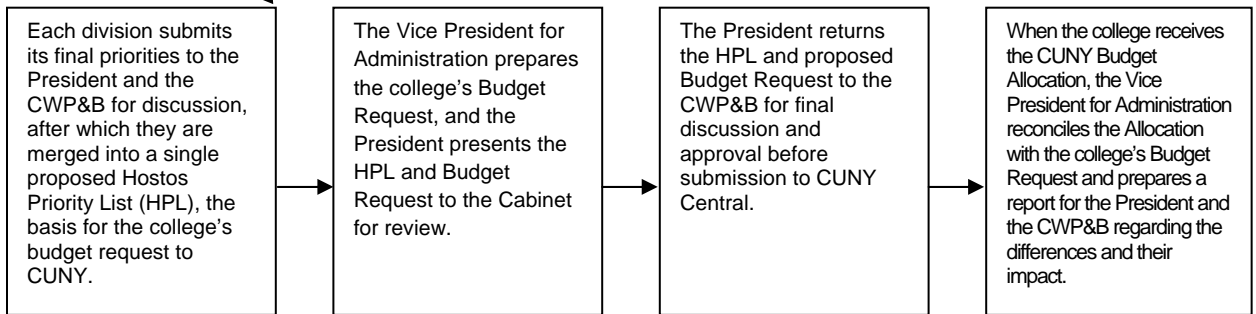 Each division submits
its final priorities to the
President and the
CWP&B for discussion,
after which they are
merged into a single
proposed Hostos
Priority List (HPL), the
basis for the college's
budget request to
CUNY.
The Vice President for
Administration prepares
the college's Budget
Request, and the
President presents the
HPL and Budget
Request to the Cabinet
for review.
The President returns
the HPL and proposed
Budget Request to the
CWP&B for final
discussion and
approval before
submission to CUNY
Central.
When the college receives
the CUNY Budget
Allocation, the Vice
President for Administration
reconciles the Allocation
with the college's Budget
Request and prepares a
report for the President and
the CWP&B regarding the
differences and their
impact.